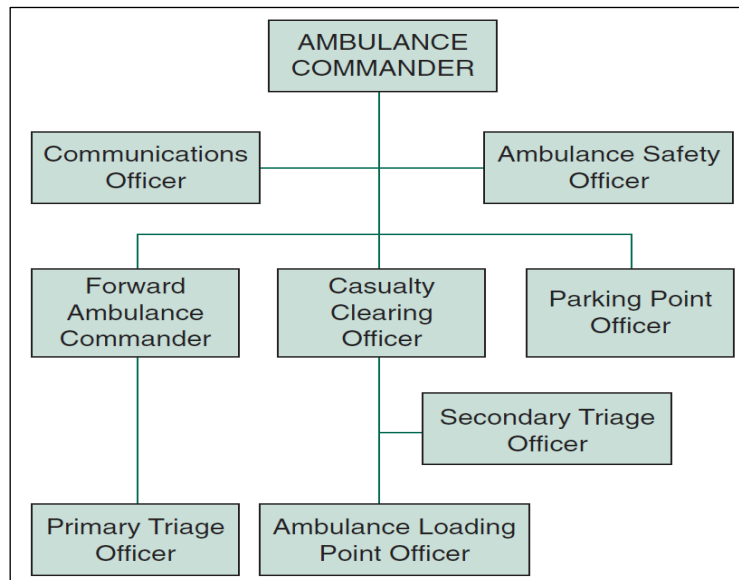 AMBULANCE
COMMANDER
Communications
Officer
Ambulance Safety
Officer
Forward
Ambulance
Commander
Casualty
Clearing
Officer
Parking Point
Officer
Secondary Triage
Officer
Primary Triage
Officer
Ambulance Loading
Point Officer